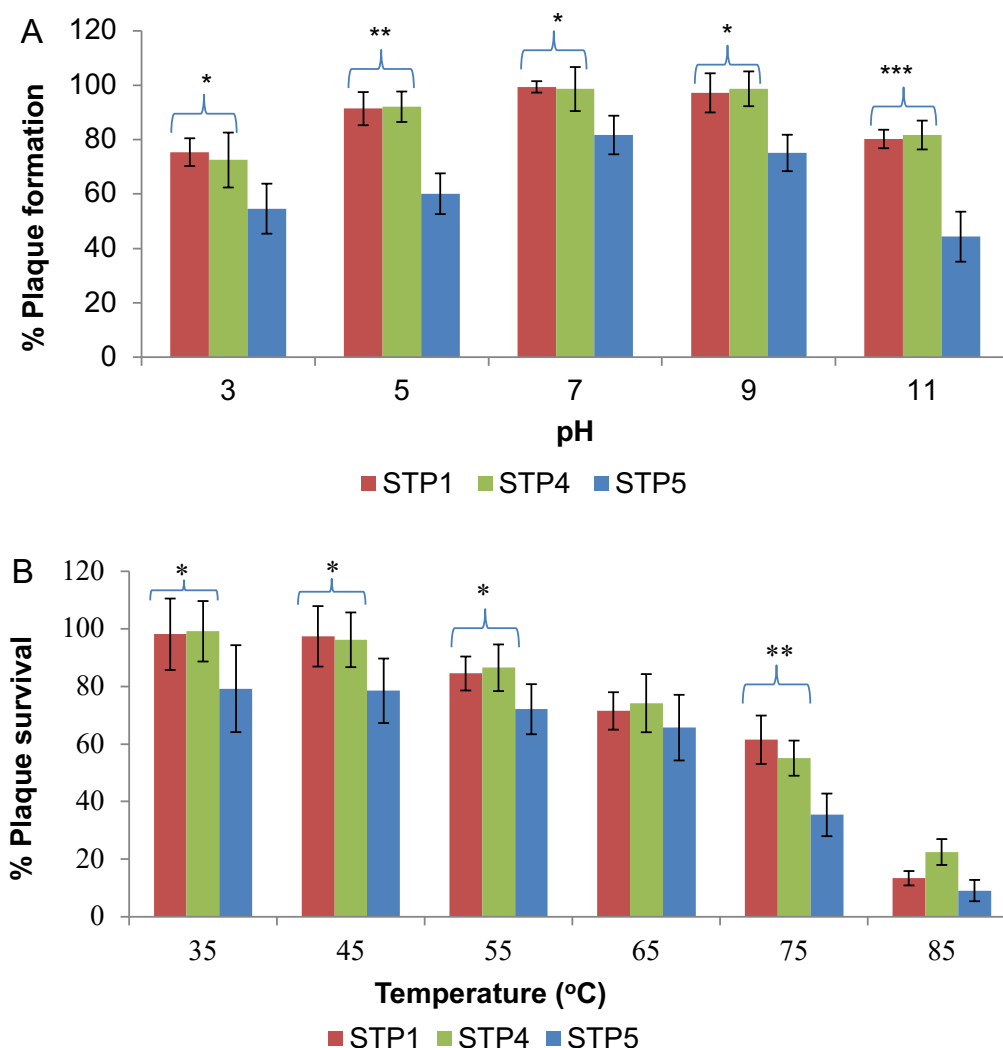 A
% Plaque formation
120
100
80
60
40
20
0
* ** * * ***
3 5 7 9 11
pH
STP1 STP4 STP5
B
% Plaque survival
120
100
80
60
40
20
0
* * * **
35 45 55 65 75 85
Temperature (oC)
STP1 STP4 STP5